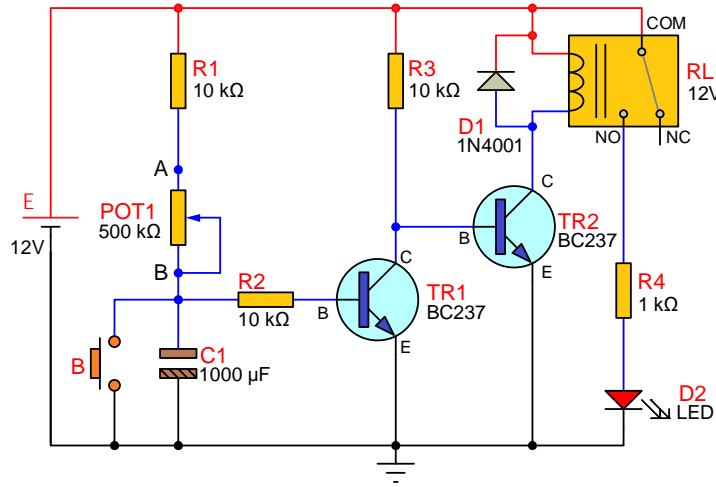 COM
R1
10 kΩ
R3
10 kΩ
RL
12V
D1
1N4001
NO
NC
A
E
12V
POT1
500 kΩ
B
C
B
E
TR2
BC237
R2
10 kΩ
C
B
E
TR1
BC237
R4
1 kΩ
B
C1
1000 µF
D2
LED